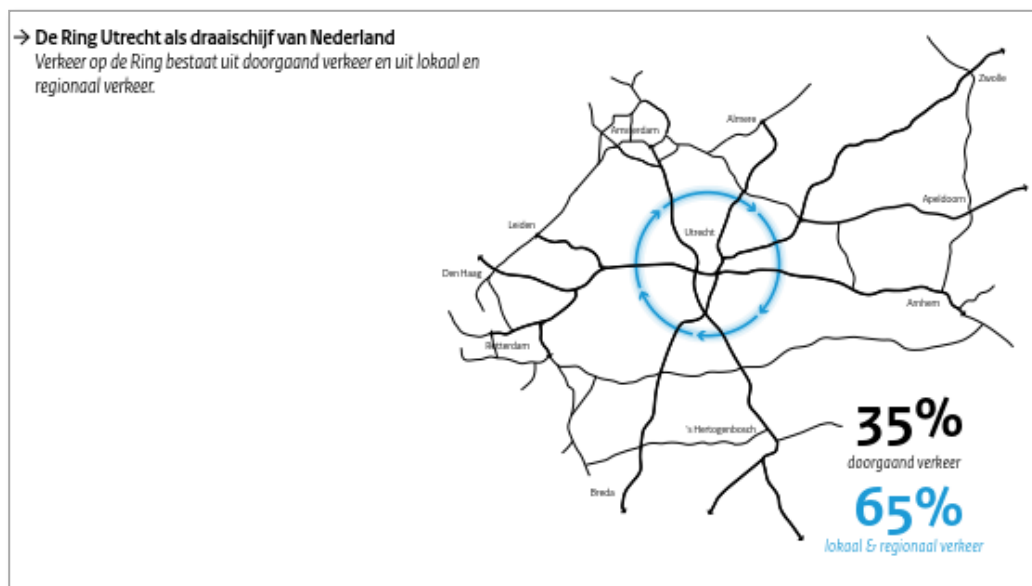 → De Ring Utrecht als draaischijf van Nederland
Verkeer op de Ring bestaat uit doorgaand verkeer en uit lokaal en
regionaal verkeer.
Zwolle
Almere
Amsterdam
Apeldoorn
Leiden
Utrecht
Den Haag
Arnhem
Rotterdam
's Hertogenbosch
Breda
35%
doorgaand verkeer
65%
lokaal & regionaal verkeer